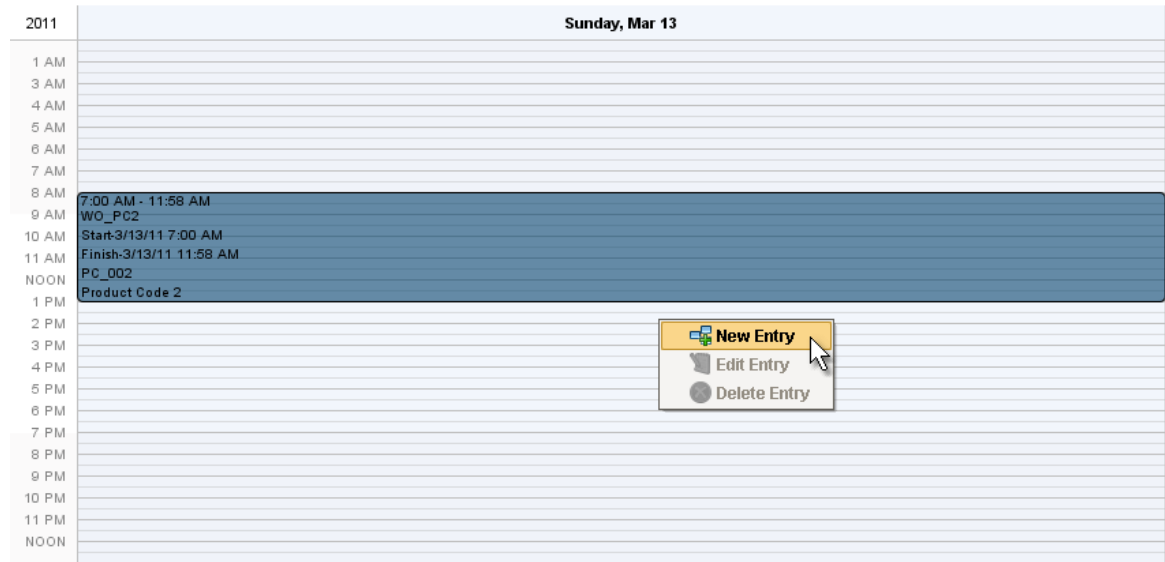 2011 Sunday, Mar 13
1 AM
3 AM
4 AM
5 AM
6 AM
7 AM
8 AM
7:00 AM - 11:58 AM
9 AM
WO_PC2
10 AM
Start-3/13/11 7:00 AM
11 AM
Finish-3/13/11 11:58 AM
NOON
PC_002
1 PM
Product Code 2
2 PM
New Entry
3 PM
4 PM
Edit Entry
5 PM
Delete Entry
6 PM
7 PM
8 PM
9 PM
10 PM
11 PM
NOON